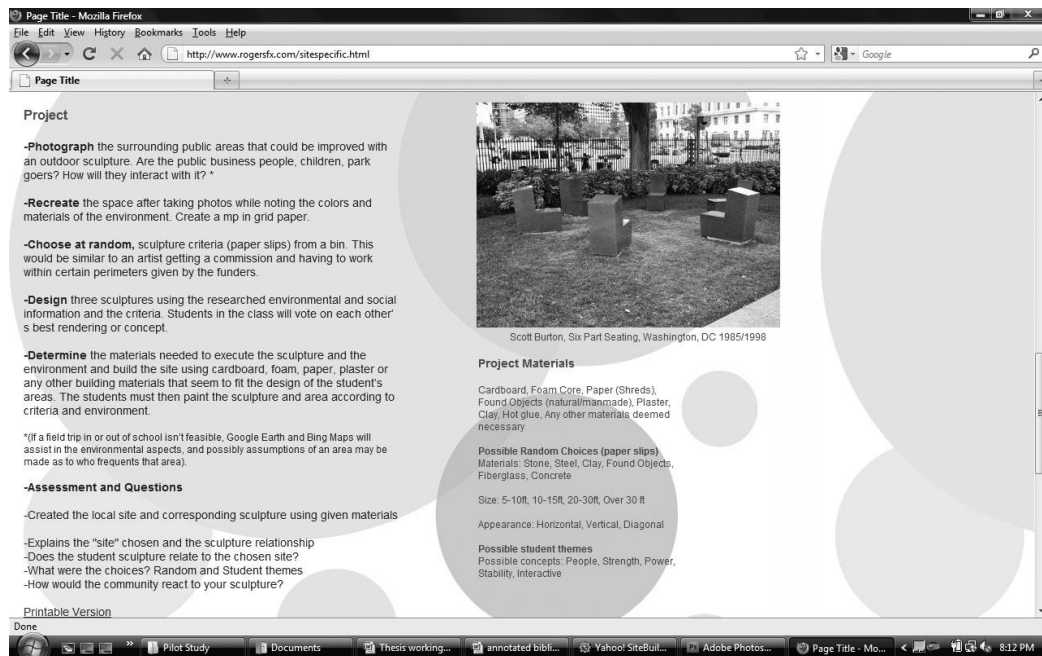 Page Title - Mozilla Firefox
File Edit View History Bookmarks Tools Help
http://www.rogersfx.com/sitespecific.html
Google
Page Title
Project
-Photograph the surrounding public areas that could be improved with
an outdoor sculpture. Are the public business people, children, park
goers? How will they interact with it? *
-Recreate the space after taking photos while noting the colors and
materials of the environment. Create a mp in grid paper.
-Choose at random, sculpture criteria (paper slips) from a bin. This
would be similar to an artist getting a commission and having to work
within certain perimeters given by the funders.
-Design three sculptures using the researched environmental and social
information and the criteria. Students in the class will vote on each other'
s best rendering or concept.
-Determine the materials needed to execute the sculpture and the
environment and build the site using cardboard, foam, paper, plaster or
any other building materials that seem to fit the design of the student's
areas. The students must then paint the sculpture and area according to
criteria and environment.
*(If a field trip in or out of school isn't feasible, Google Earth and Bing Maps will
assist in the environmental aspects, and possibly assumptions of an area may be
made as to who frequents that area).
-Assessment and Questions
-Created the local site and corresponding sculpture using given materials
-Explains the "site" chosen and the sculpture relationship
-Does the student sculpture relate to the chosen site?
-What were the choices? Random and Student themes
-How would the community react to your sculpture?
Printable Version
Scott Burton, Six Part Seating, Washington, DC 1985/1998
Project Materials
Cardboard, Foam Core, Paper (Shreds),
Found Objects (natural/manmade), Plaster,
Clay, Hot glue, Any other materials deemed
necessary
Possible Random Choices (paper slips)
Materials: Stone, Steel, Clay, Found Objects,
Fiberglass, Concrete
Size: 5-10ft, 10-15ft, 20-30ft, Over 30 ft
Appearance: Horizontal, Vertical, Diagonal
Possible student themes
Possible concepts: People, Strength, Power,
Stability, Interactive
Done
Pilot Study
Documents
Thesis working...
annotated bibli...
Yahoo! SiteBuil...
Adobe Photos...
Page Title - Mo...
8:12 PM